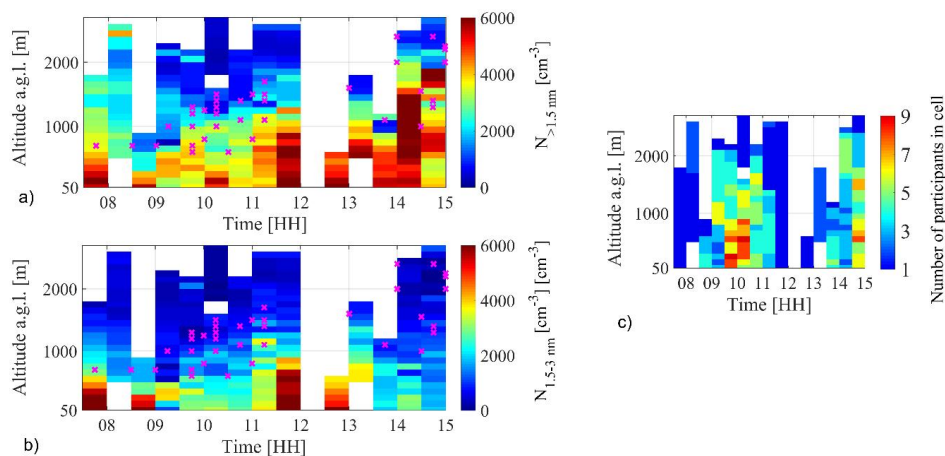 a)
Altitude a.g.l. [m]
2000
1000
50
08 09 10 11 12 13 14 15
Time [HH]
6000
4000
2000
0
N>1.5 nm [cm-3]
b)
Altitude a.g.l. [m]
2000
1000
50
08 09 10 11 12 13 14 15
Time [HH]
6000
4000
2000
0
N1.5-3 nm [cm-3]
c)
Altitude a.g.l. [m]
2000
1000
50
08 09 10 11 12 13 14 15
Time [HH]
9
7
5
3
1
Number of participants in cell